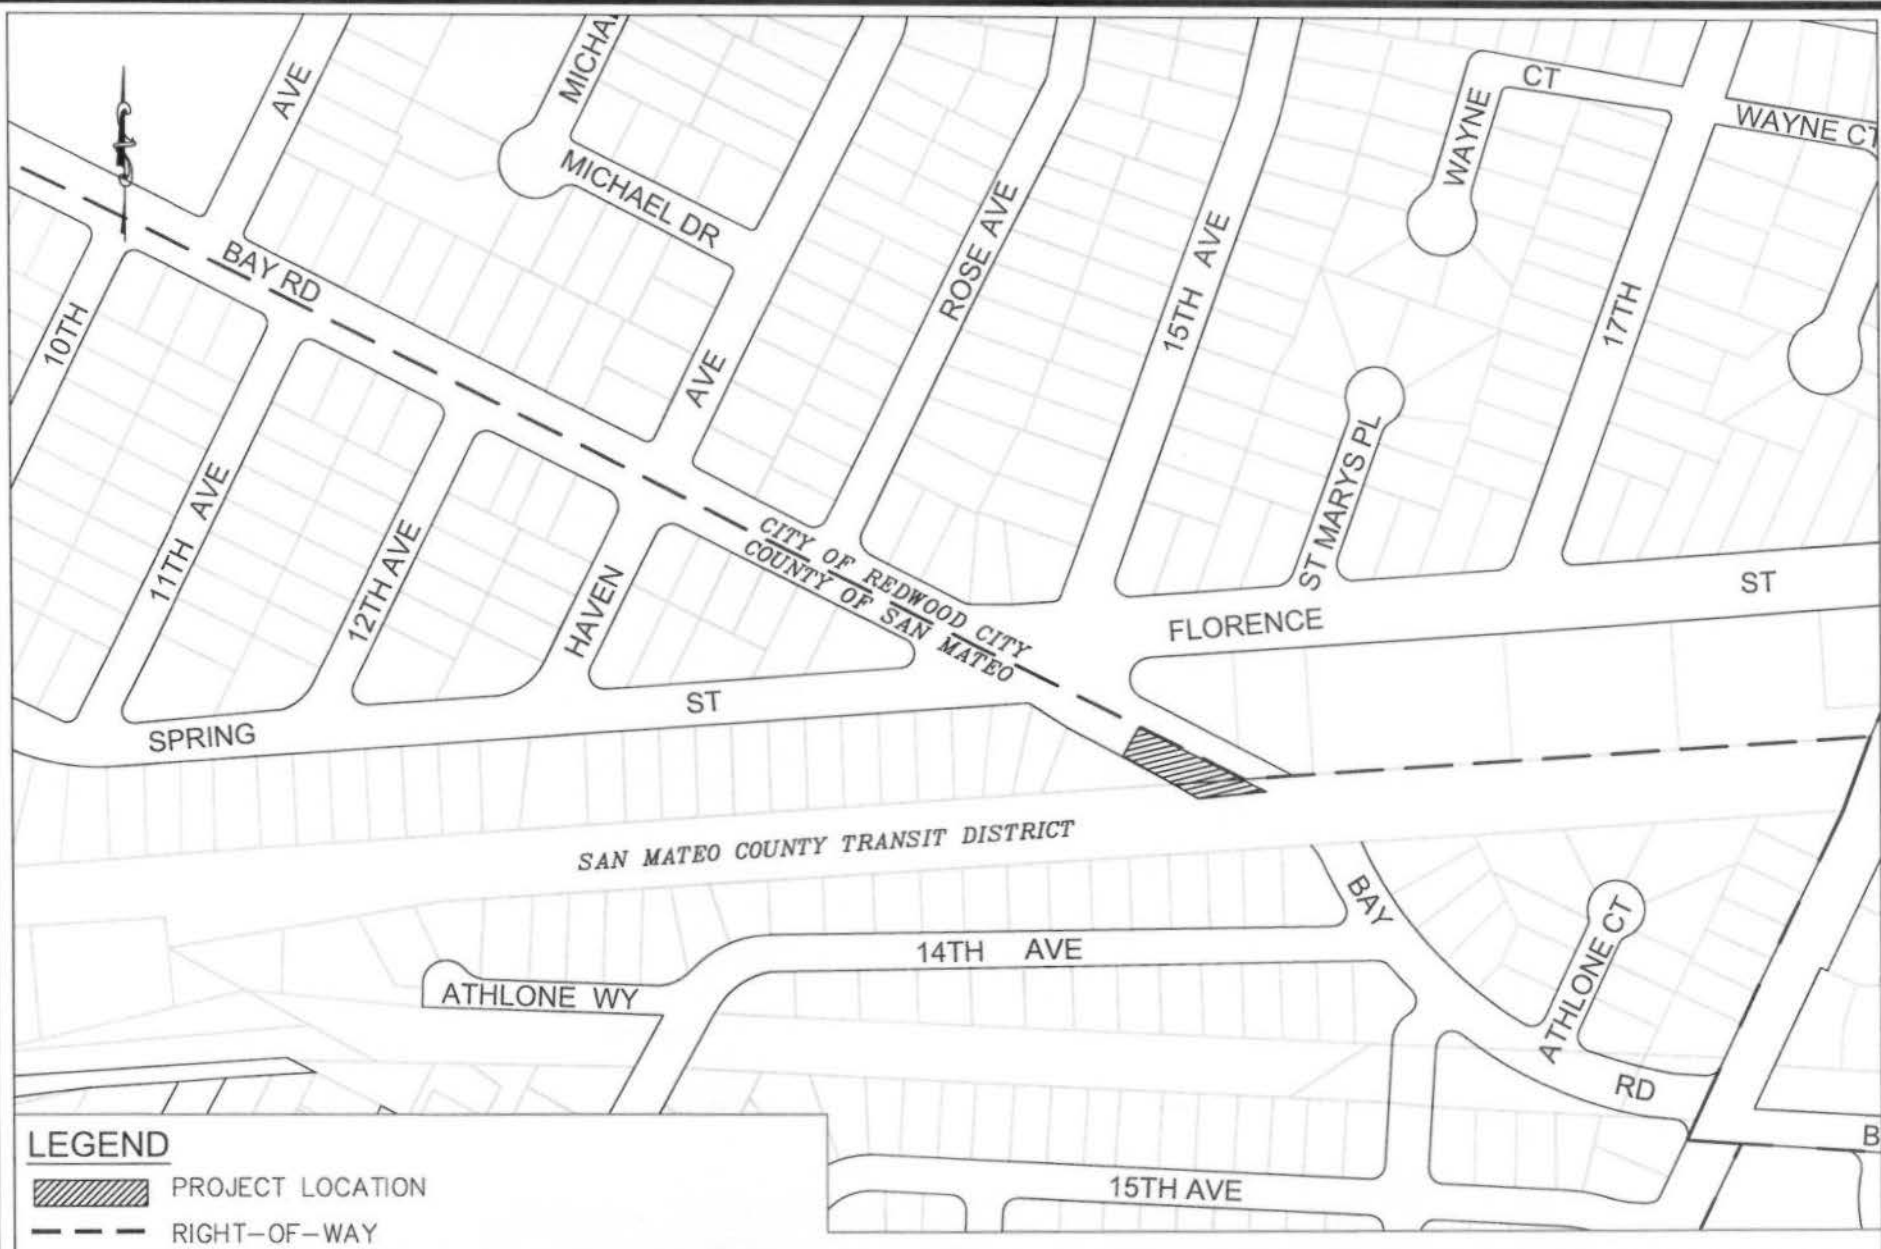 AVE
MICHAEL DR
ROSE AVE
15TH AVE
WAYNE CT
WAYNE CT
17TH
BAY RD
10TH
AVE
ST MARYS PL
11TH AVE
12TH AVE
HAVEN
CITY OF REDWOOD CITY
COUNTY OF SAN MATEO
FLORENCE ST
SPRING ST
SAN MATEO COUNTY TRANSIT DISTRICT
BAY RD
14TH AVE
ATHLONE WY
ATHLONE CT
15TH AVE
B
LEGEND
PROJECT LOCATION
RIGHT-OF-WAY